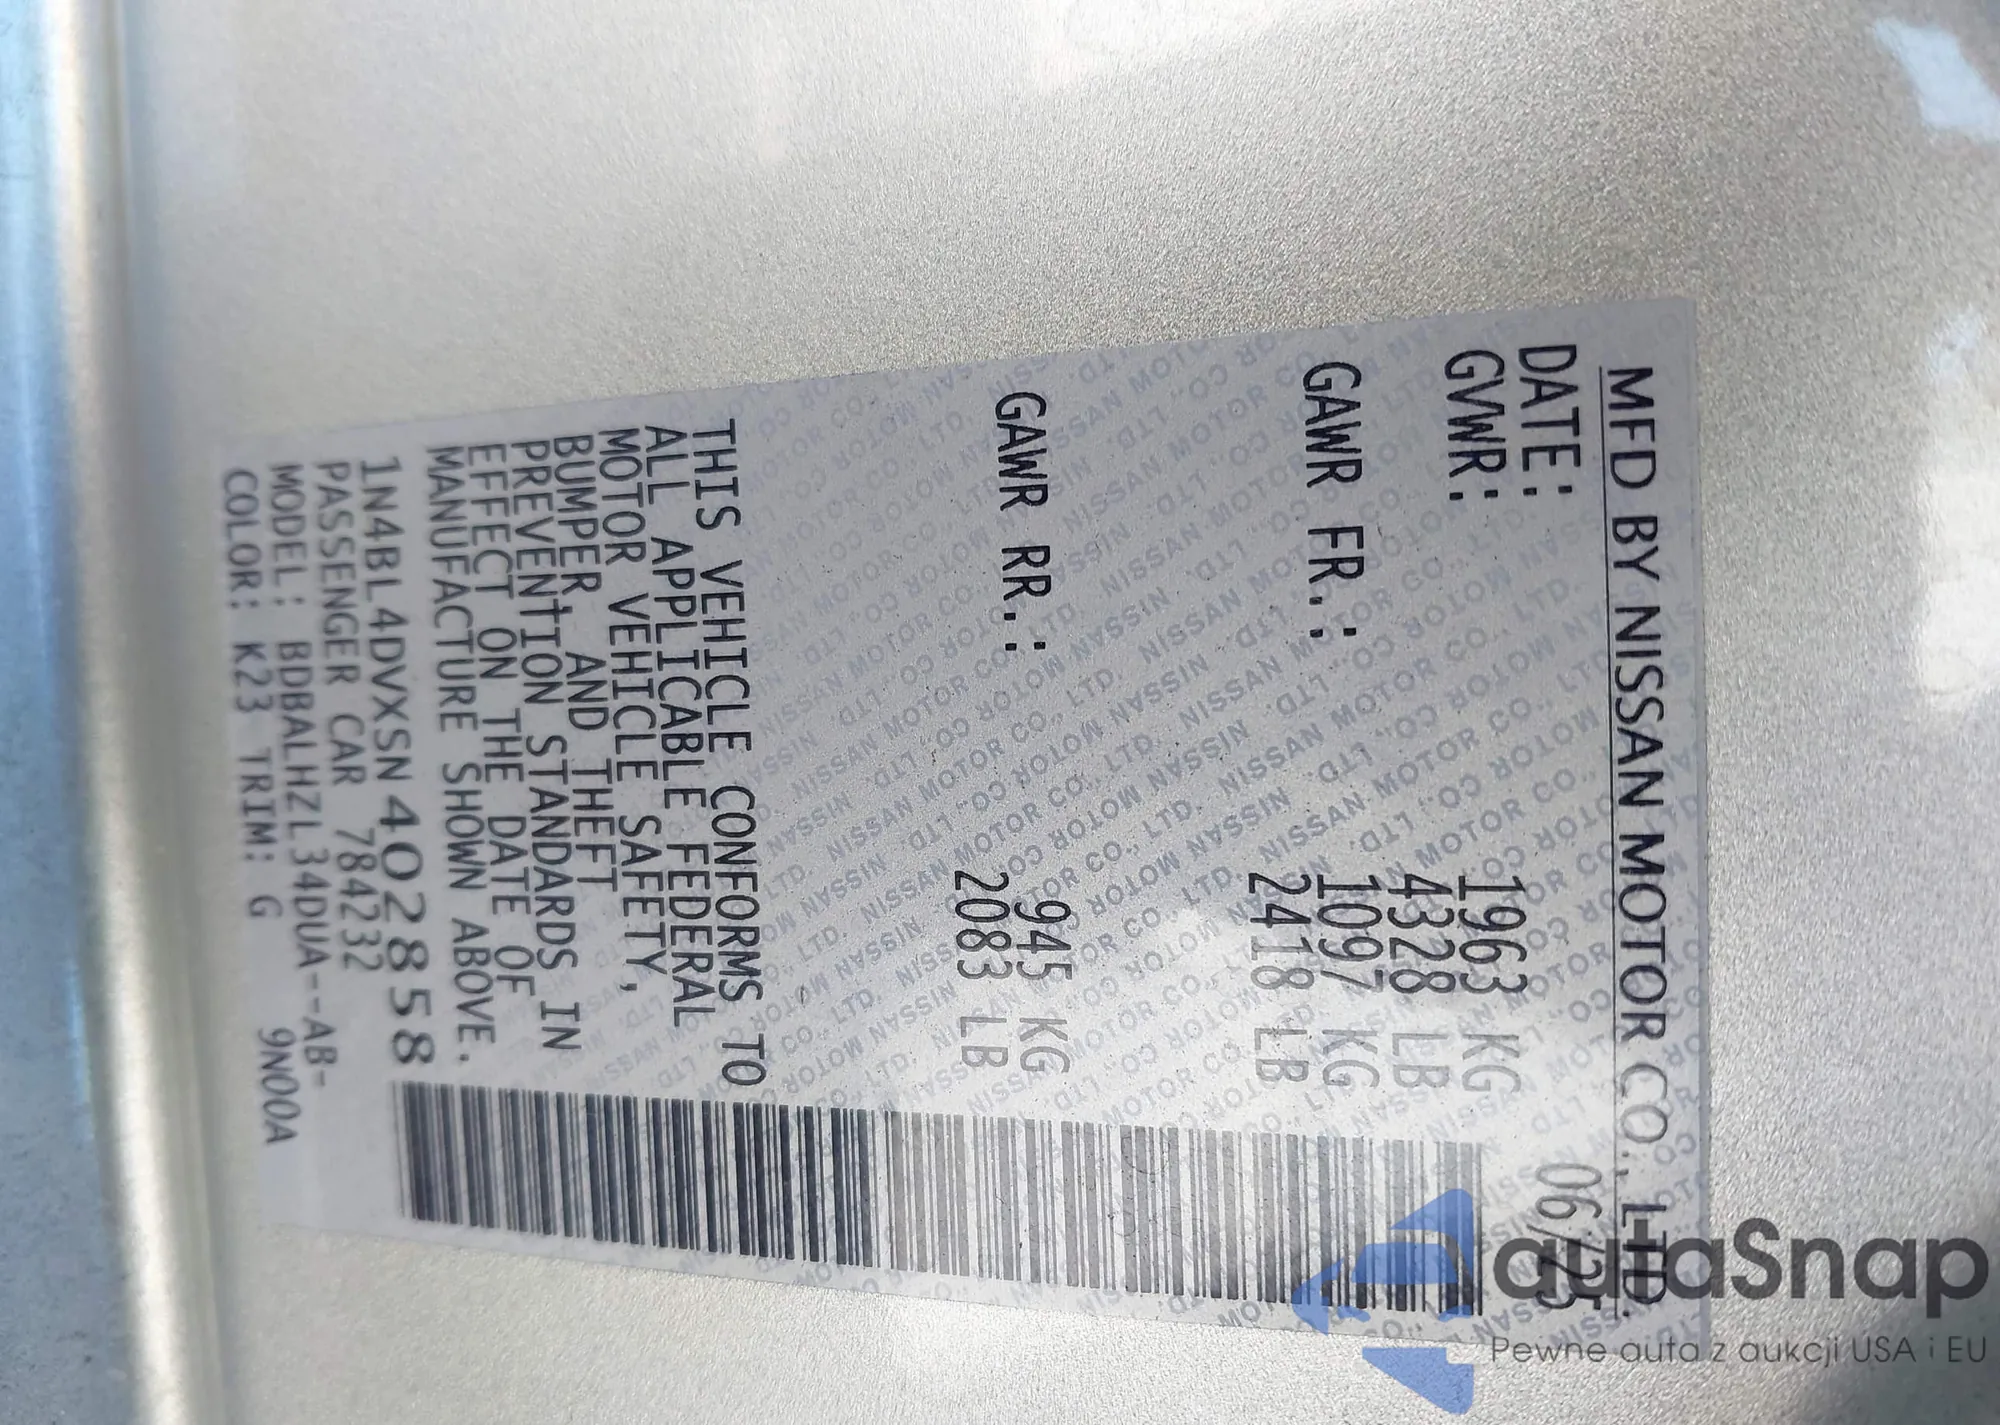 MFD BY NISSAN MOTOR CO., LTD.
DATE: 06/25
GVWR: 1963 KG
4328 LB
GAWR FR.: 1097 KG
2418 LB
GAWR RR.: 945 KG
2083 LB
THIS VEHICLE CONFORMS TO
ALL APPLICABLE FEDERAL
MOTOR VEHICLE SAFETY,
BUMPER, AND THEFT
PREVENTION STANDARDS IN
EFFECT ON THE DATE OF
MANUFACTURE SHOWN ABOVE.
1N4BL4DVXSN402858
PASSENGER CAR 784232
MODEL: BDBALHZL34DUA--AB-
COLOR: K23 TRIM: G 9N00A
autaSnap
Pewne auta z aukcji USA i EU